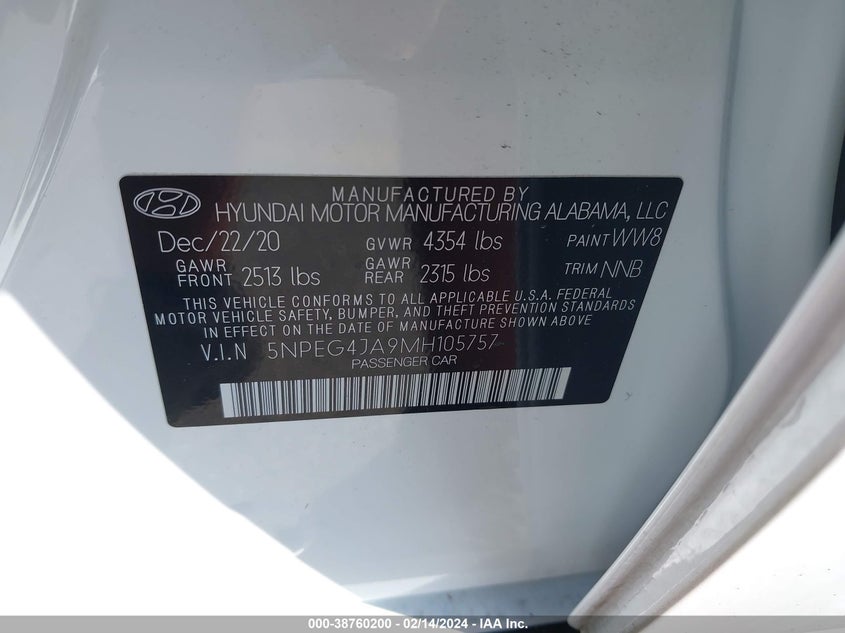 MANUFACTURED BY
HYUNDAI MOTOR MANUFACTURING ALABAMA, LLC
Dec/22/20 GVWR 4354 lbs PAINT WW8
GAWR FRONT 2513 lbs GAWR REAR 2315 lbs TRIM NNB
THIS VEHICLE CONFORMS TO ALL APPLICABLE U.S.A. FEDERAL
MOTOR VEHICLE SAFETY, BUMPER, AND THEFT PREVENTION STANDARDS
IN EFFECT ON THE DATE OF MANUFACTURE SHOWN ABOVE
V.I.N 5NPEG4JA9MH105757
PASSENGER CAR
000-38760200 - 02/14/2024 - IAA Inc.